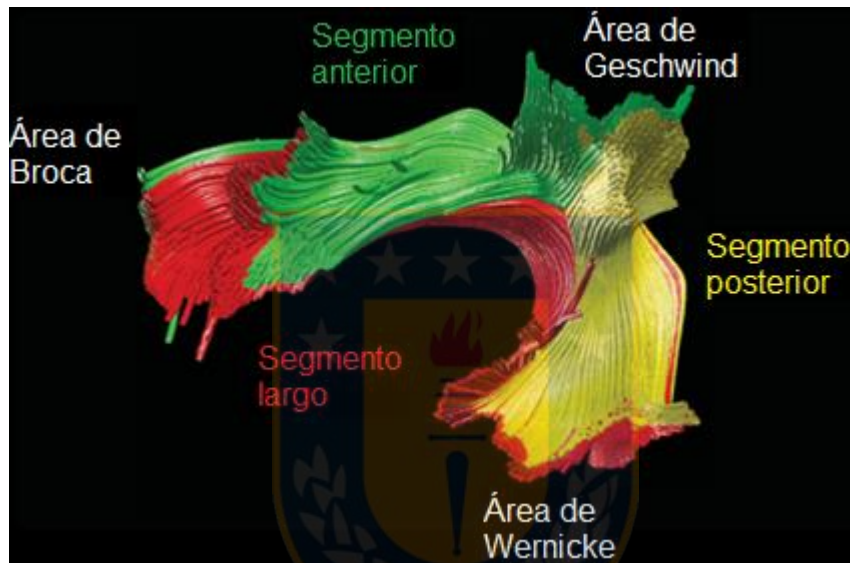 Segmento
anterior
Área de
Geschwind
Área de
Broca
Segmento
posterior
Segmento
largo
Área de
Wernicke